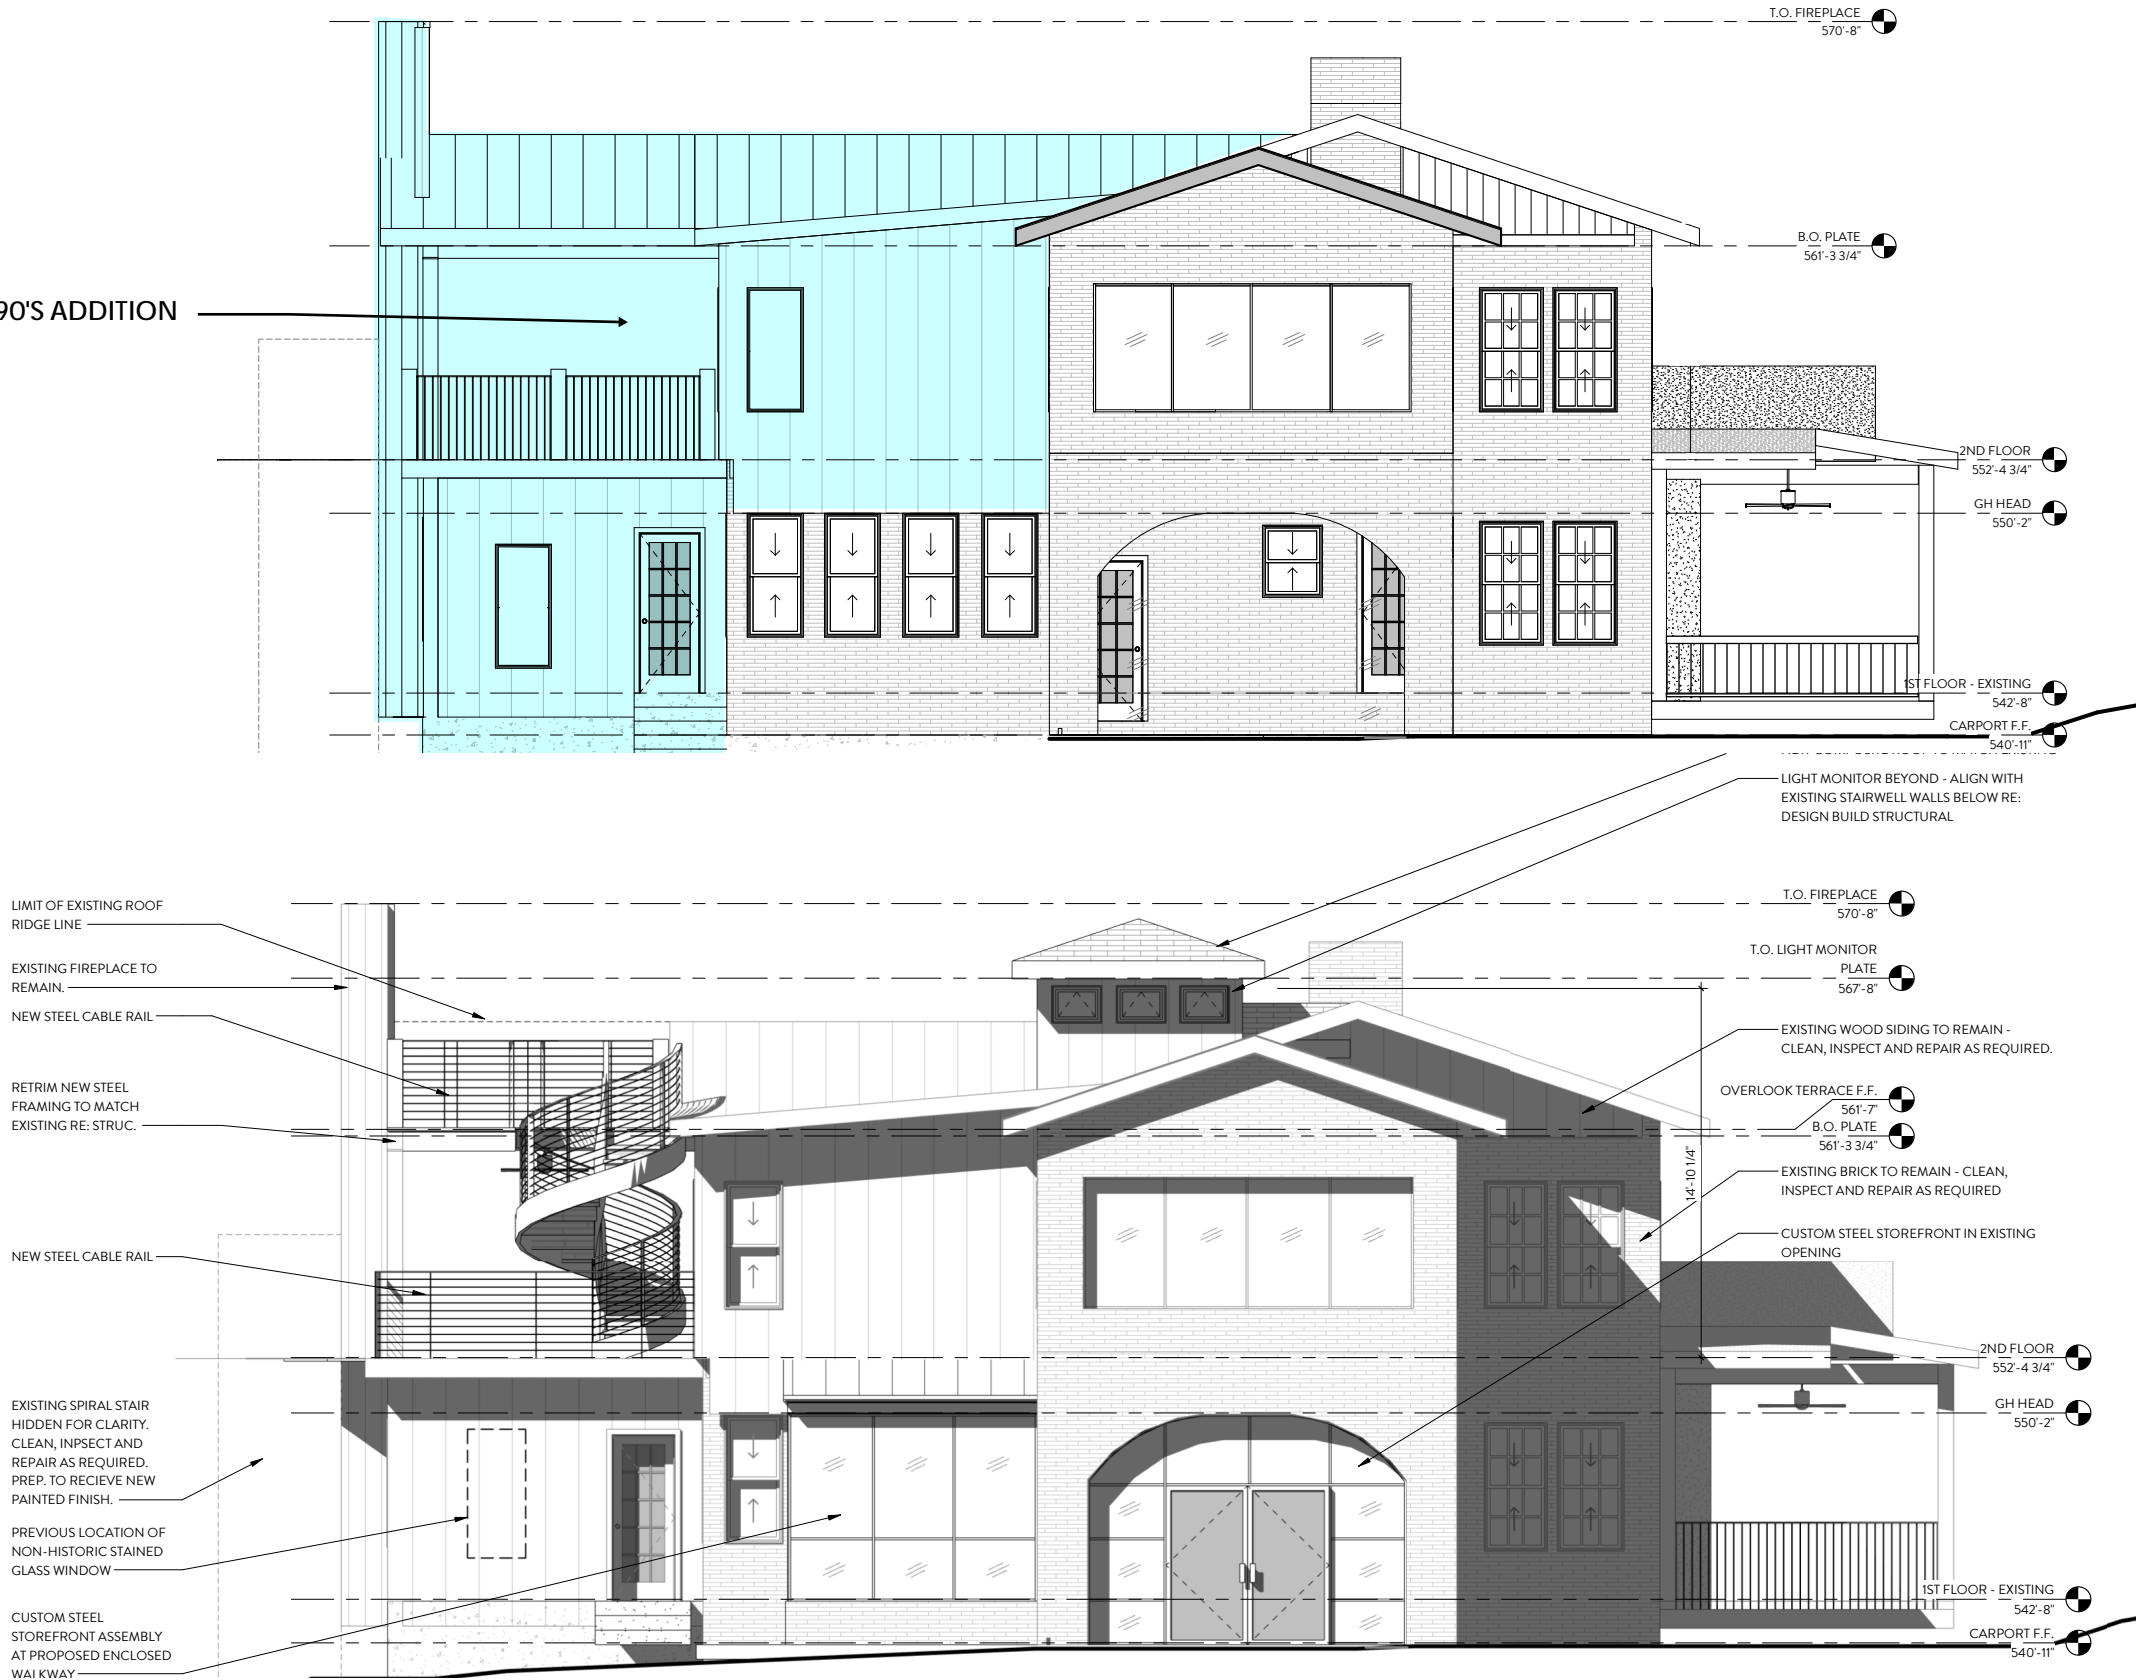 T.O. FIREPLACE
570'-8"
B.O. PLATE
561'-3 3/4"
90'S ADDITION
2ND FLOOR
552'-4 3/4"
GH HEAD
550'-2"
1ST FLOOR - EXISTING
542'-8"
CARPORT F.F.
540'-11"
LIGHT MONITOR BEYOND - ALIGN WITH
EXISTING STAIRWELL WALLS BELOW RE:
DESIGN BUILD STRUCTURAL
LIMIT OF EXISTING ROOF
RIDGE LINE
EXISTING FIREPLACE TO
REMAIN.
NEW STEEL CABLE RAIL
RETRIM NEW STEEL
FRAMING TO MATCH
EXISTING RE: STRUC.
NEW STEEL CABLE RAIL
EXISTING SPIRAL STAIR
HIDDEN FOR CLARITY.
CLEAN, INPSECT AND
REPAIR AS REQUIRED.
PREP. TO RECIEVE NEW
PAINTED FINISH.
PREVIOUS LOCATION OF
NON-HISTORIC STAINED
GLASS WINDOW
CUSTOM STEEL
STOREFRONT ASSEMBLY
AT PROPOSED ENCLOSED
WALKWAY
T.O. FIREPLACE
570'-8"
T.O. LIGHT MONITOR
PLATE
567'-8"
EXISTING WOOD SIDING TO REMAIN -
CLEAN, INSPECT AND REPAIR AS REQUIRED.
OVERLOOK TERRACE F.F.
561'-7"
B.O. PLATE
561'-3 3/4"
14'-10 1/4"
EXISTING BRICK TO REMAIN - CLEAN,
INSPECT AND REPAIR AS REQUIRED
CUSTOM STEEL STOREFRONT IN EXISTING
OPENING
2ND FLOOR
552'-4 3/4"
GH HEAD
550'-2"
1ST FLOOR - EXISTING
542'-8"
CARPORT F.F.
540'-11"